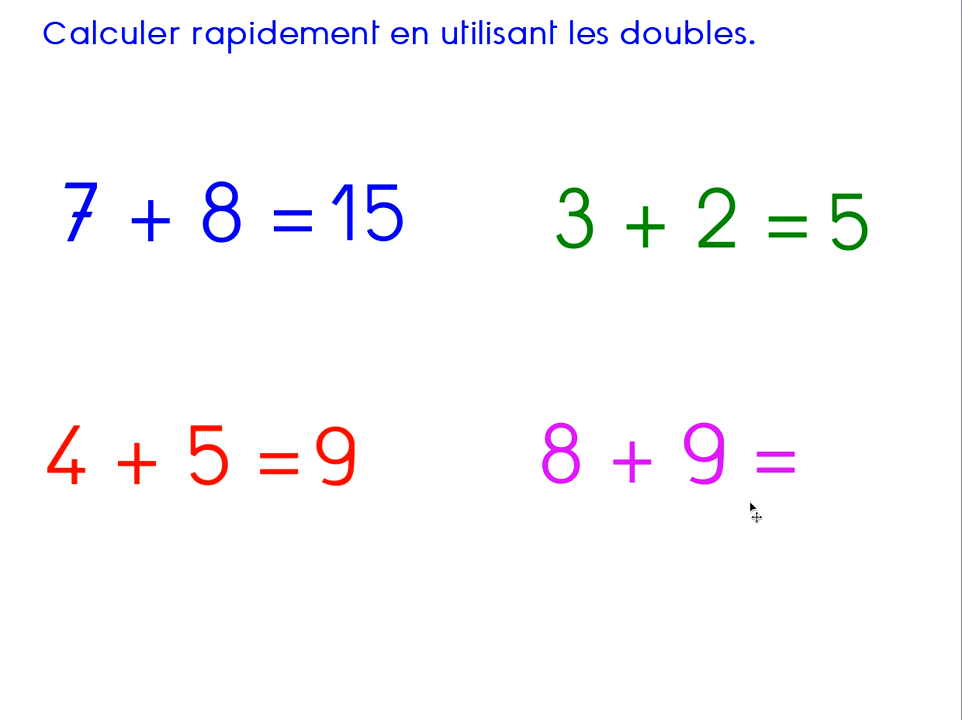 Calculer rapidement en utilisant les doubles.
7 + 8 = 15
3 + 2 = 5
4 + 5 = 9
8 + 9 =